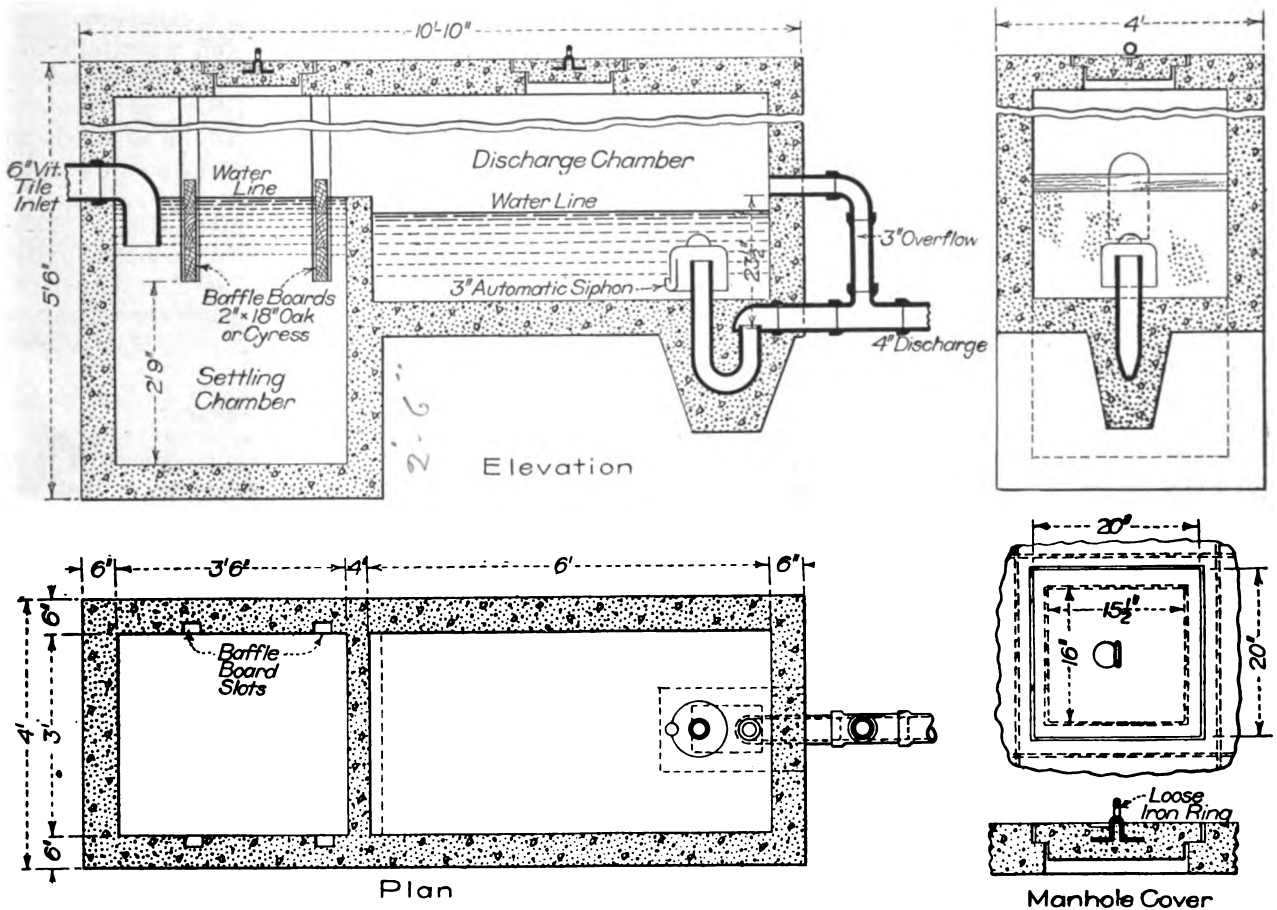 10'-10"
4'
6" Vit.
Tile
Inlet
Water
Line
Discharge Chamber
Water Line
3" Overflow
23½"
3" Automatic Siphon
4" Discharge
5'6"
Baffle Boards
2" × 18" Oak
or Cyress
2'9"
Settling
Chamber
2'-6"
Elevation
6"
3'6"
4"
6'
6"
6"
4'
3'
6"
Baffle
Board
Slots
Plan
20"
15½"
16"
20"
Loose
Iron Ring
Manhole Cover